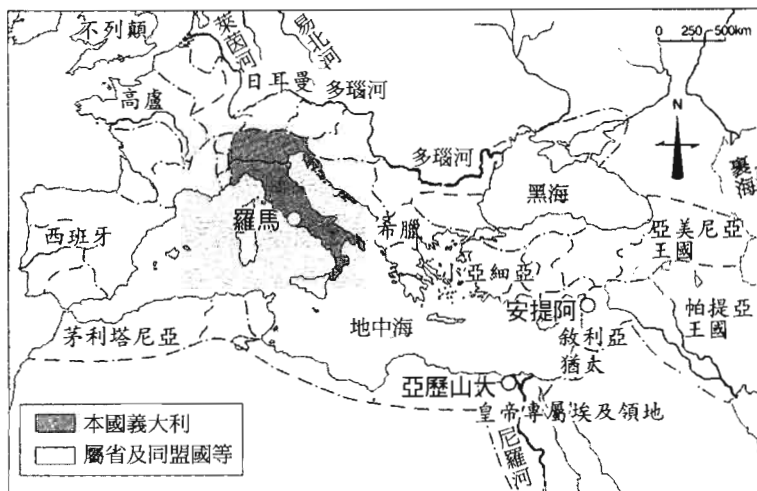 不列顛
萊茵河
易北河
0 250 500km
日耳曼
多瑙河
高盧
N
多瑙河
裏海
黑海
羅馬
希臘
西班牙
小亞細亞
亞美尼亞
王國
安提阿
帕提亞
王國
茅利塔尼亞
地中海
敘利亞
猶太
亞歷山大
皇帝專屬埃及領地
尼羅河
本國義大利
屬省及同盟國等